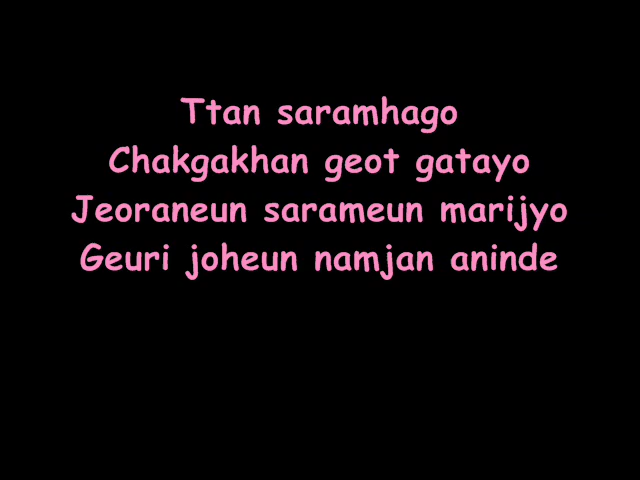 Ttan saramhago
Chakgakhan geot gatayo
Jeoraneun sarameun marijyo
Geuri joheun namjan aninde